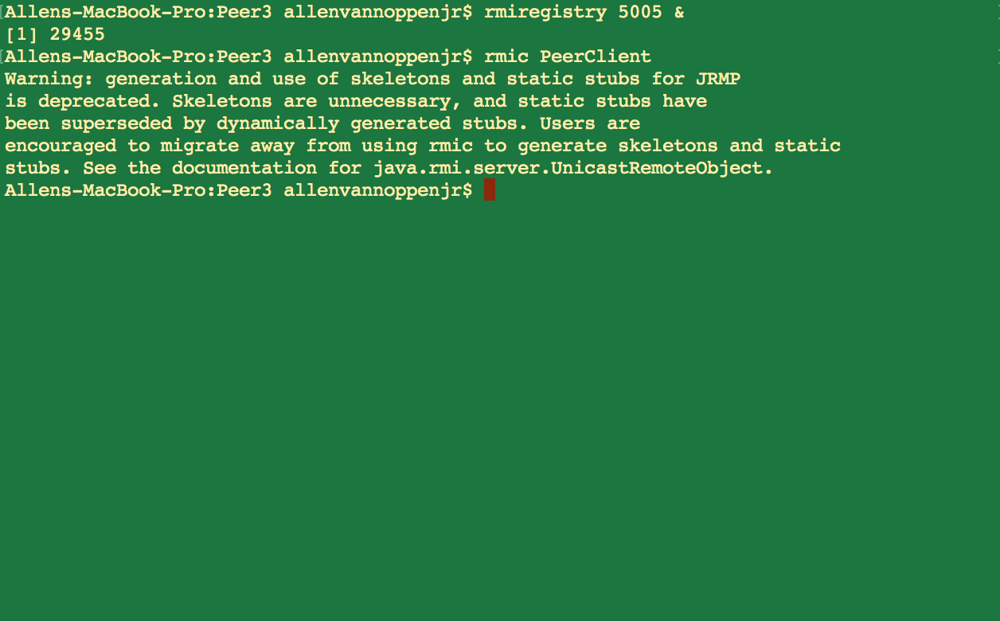 [Allens-MacBook-Pro:Peer3 allenvannoppenjr$ rmiregistry 5005 &
[1] 29455
[Allens-MacBook-Pro:Peer3 allenvannoppenjr$ rmic PeerClient
Warning: generation and use of skeletons and static stubs for JRMP
is deprecated. Skeletons are unnecessary, and static stubs have
been superseded by dynamically generated stubs. Users are
encouraged to migrate away from using rmic to generate skeletons and static
stubs. See the documentation for java.rmi.server.UnicastRemoteObject.
Allens-MacBook-Pro:Peer3 allenvannoppenjr$